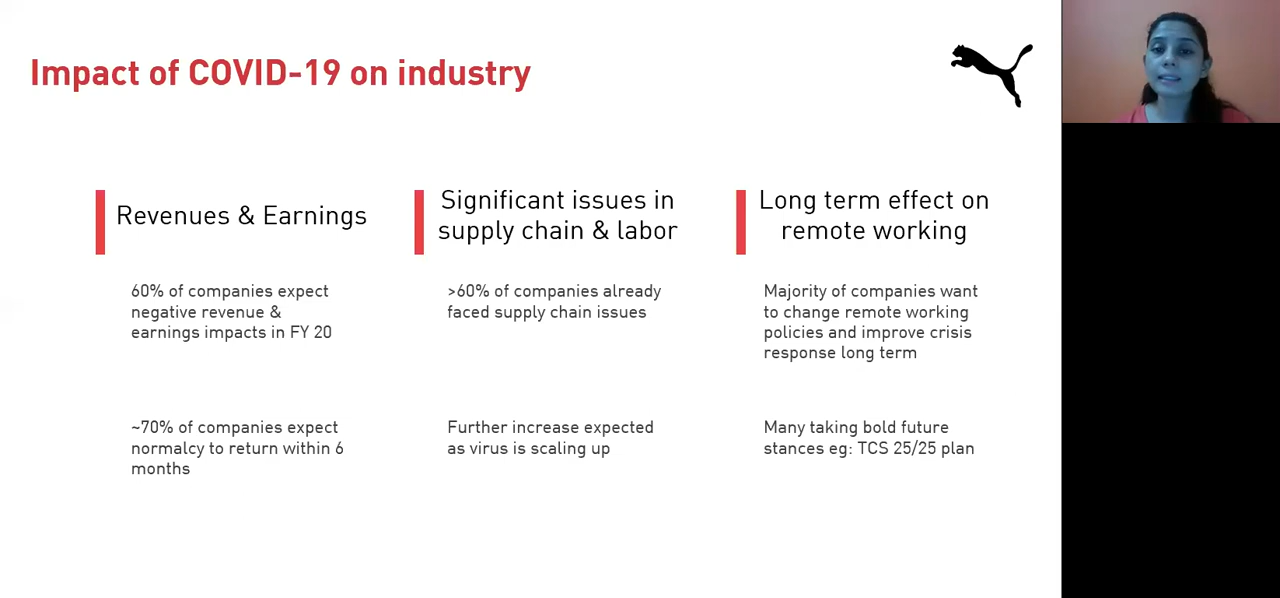 Impact of COVID-19 on industry
Revenues & Earnings
60% of companies expect
negative revenue &
earnings impacts in FY 20
~70% of companies expect
normalcy to return within 6
months
Significant issues in
supply chain & labor
>60% of companies already
faced supply chain issues
Further increase expected
as virus is scaling up
Long term effect on
remote working
Majority of companies want
to change remote working
policies and improve crisis
response long term
Many taking bold future
stances eg: TCS 25/25 plan